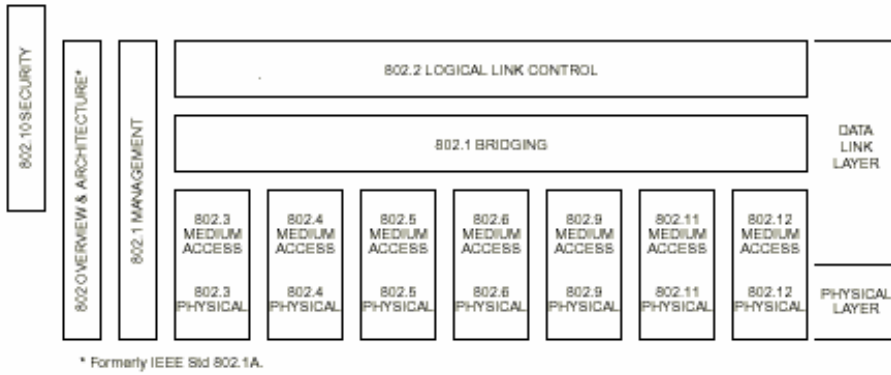 802.10 SECURITY
802 OVERVIEW & ARCHITECTURE*
802.1 MANAGEMENT
802.2 LOGICAL LINK CONTROL
802.1 BRIDGING
DATA
LINK
LAYER
802.3
MEDIUM
ACCESS
802.3
PHYSICAL
802.4
MEDIUM
ACCESS
802.4
PHYSICAL
802.5
MEDIUM
ACCESS
802.5
PHYSICAL
802.6
MEDIUM
ACCESS
802.6
PHYSICAL
802.9
MEDIUM
ACCESS
802.9
PHYSICAL
802.11
MEDIUM
ACCESS
802.11
PHYSICAL
802.12
MEDIUM
ACCESS
802.12
PHYSICAL
PHYSICAL
LAYER
* Formerly IEEE Std 802.1A.